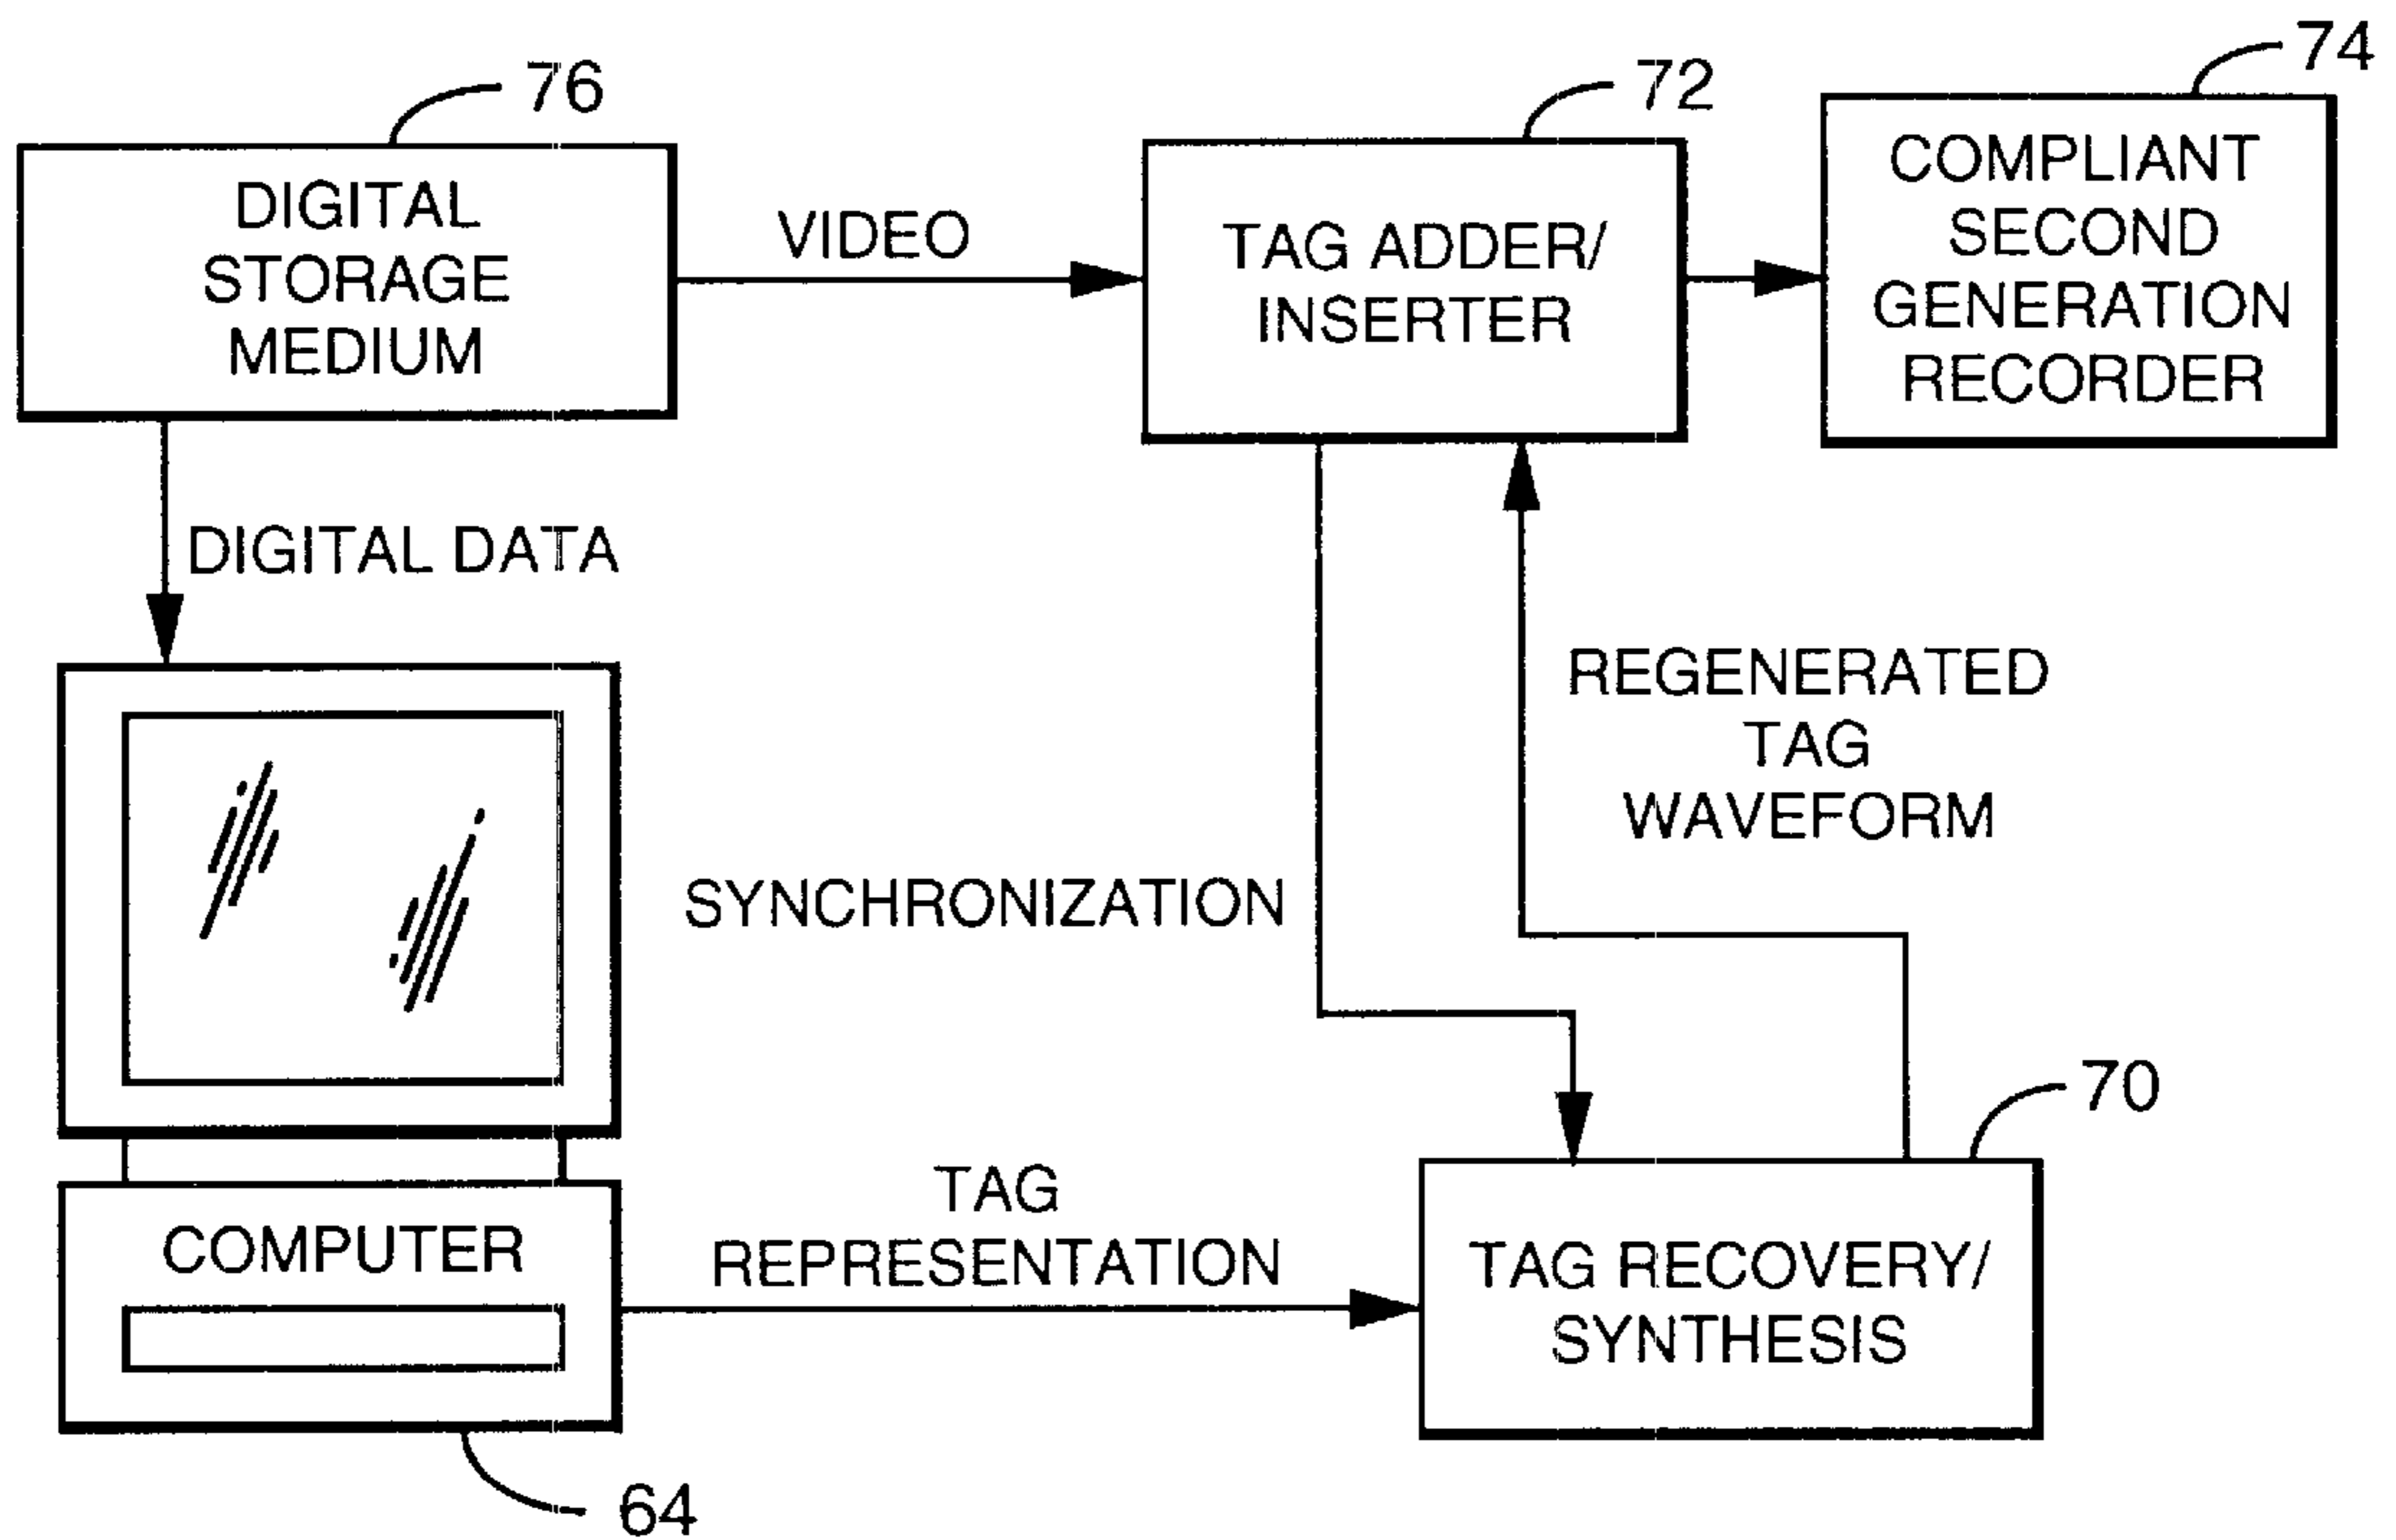 76
DIGITAL
STORAGE
MEDIUM
VIDEO
72
TAG ADDER/
INSERTER
74
COMPLIANT
SECOND
GENERATION
RECORDER
DIGITAL DATA
REGENERATED
TAG
WAVEFORM
SYNCHRONIZATION
COMPUTER
64
TAG
REPRESENTATION
70
TAG RECOVERY/
SYNTHESIS